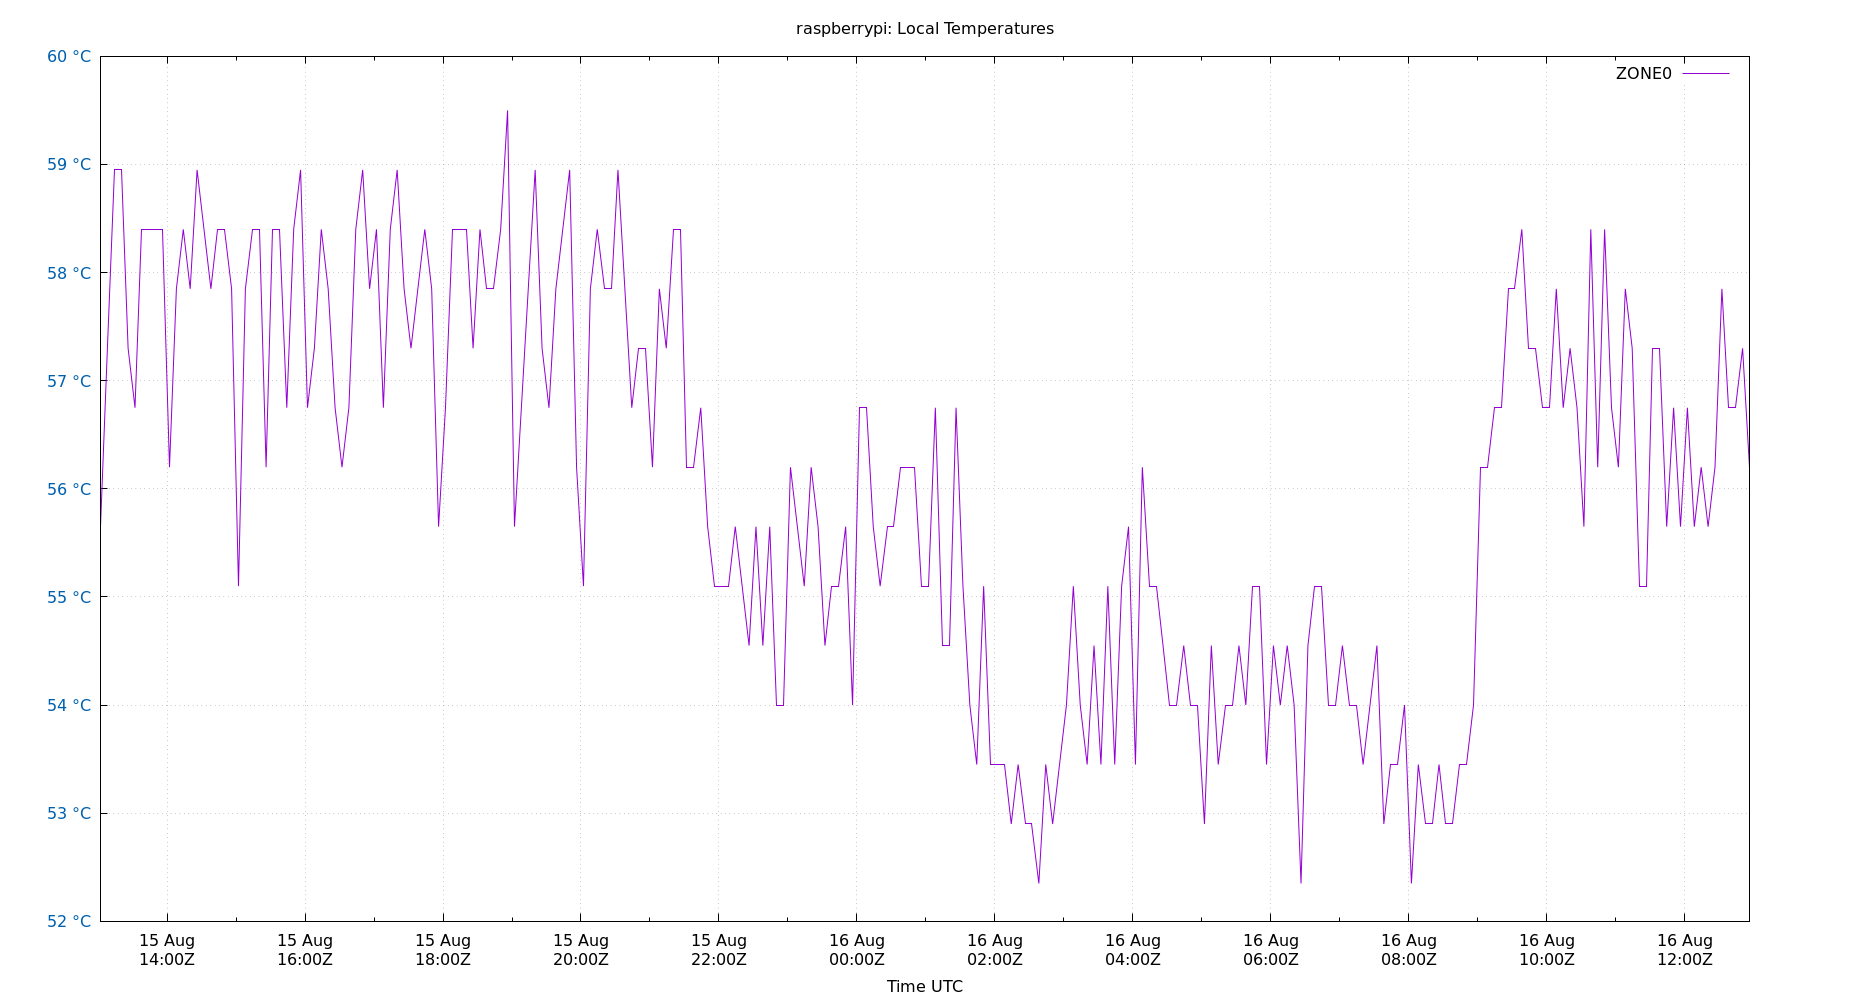 raspberrypi: Local Temperatures
60 °C
ZONE0
59 °C
58 °C
57 °C
56 °C
55 °C
54 °C
53 °C
52 °C
15 Aug 15 Aug 15 Aug 15 Aug 15 Aug 16 Aug 16 Aug 16 Aug 16 Aug 16 Aug 16 Aug 16 Aug
14:00Z 16:00Z 18:00Z 20:00Z 22:00Z 00:00Z 02:00Z 04:00Z 06:00Z 08:00Z 10:00Z 12:00Z
Time UTC